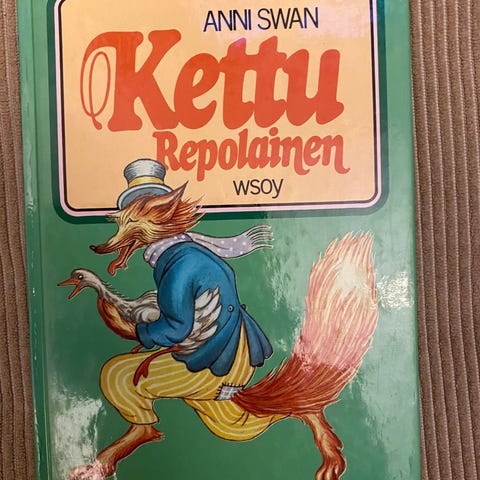 ANNI SWAN
Kettu
Repolainen
wsoy